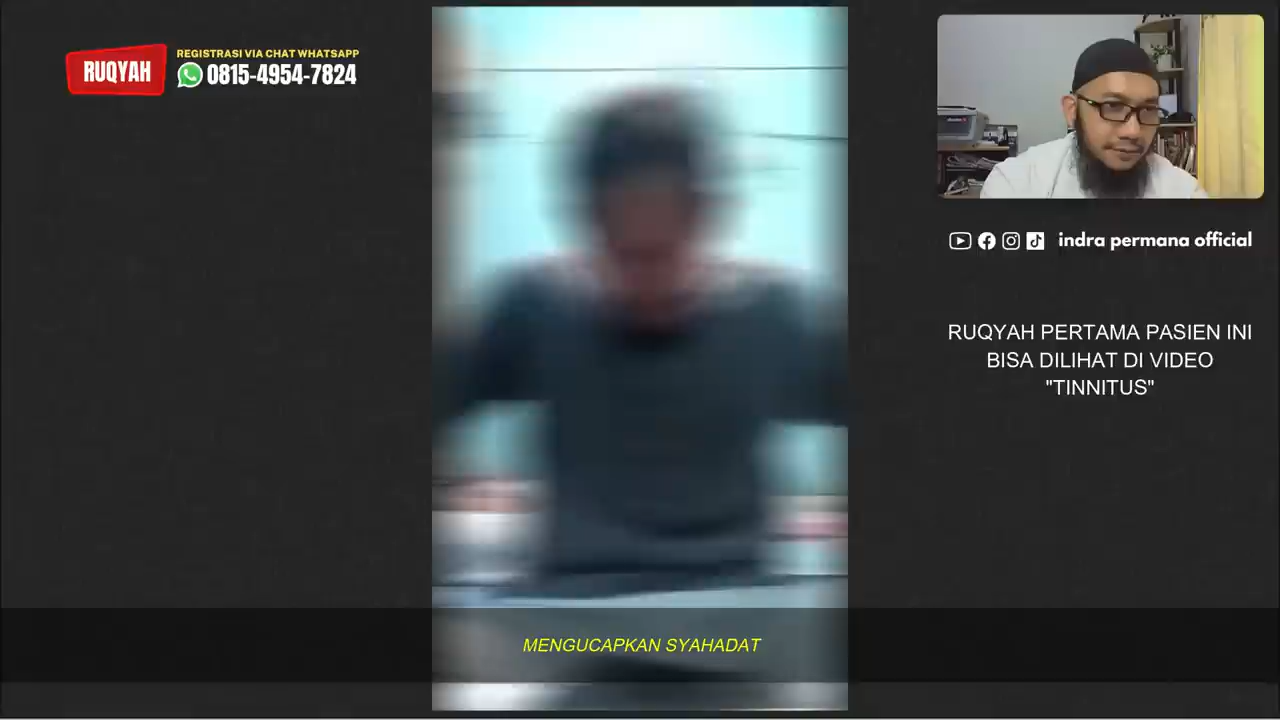 RUQYAH
REGISTRASI VIA CHAT WHATSAPP
0815-4954-7824
indra permana official
RUQYAH PERTAMA PASIEN INI
BISA DILIHAT DI VIDEO
"TINNITUS"
MENGUCAPKAN SYAHADAT